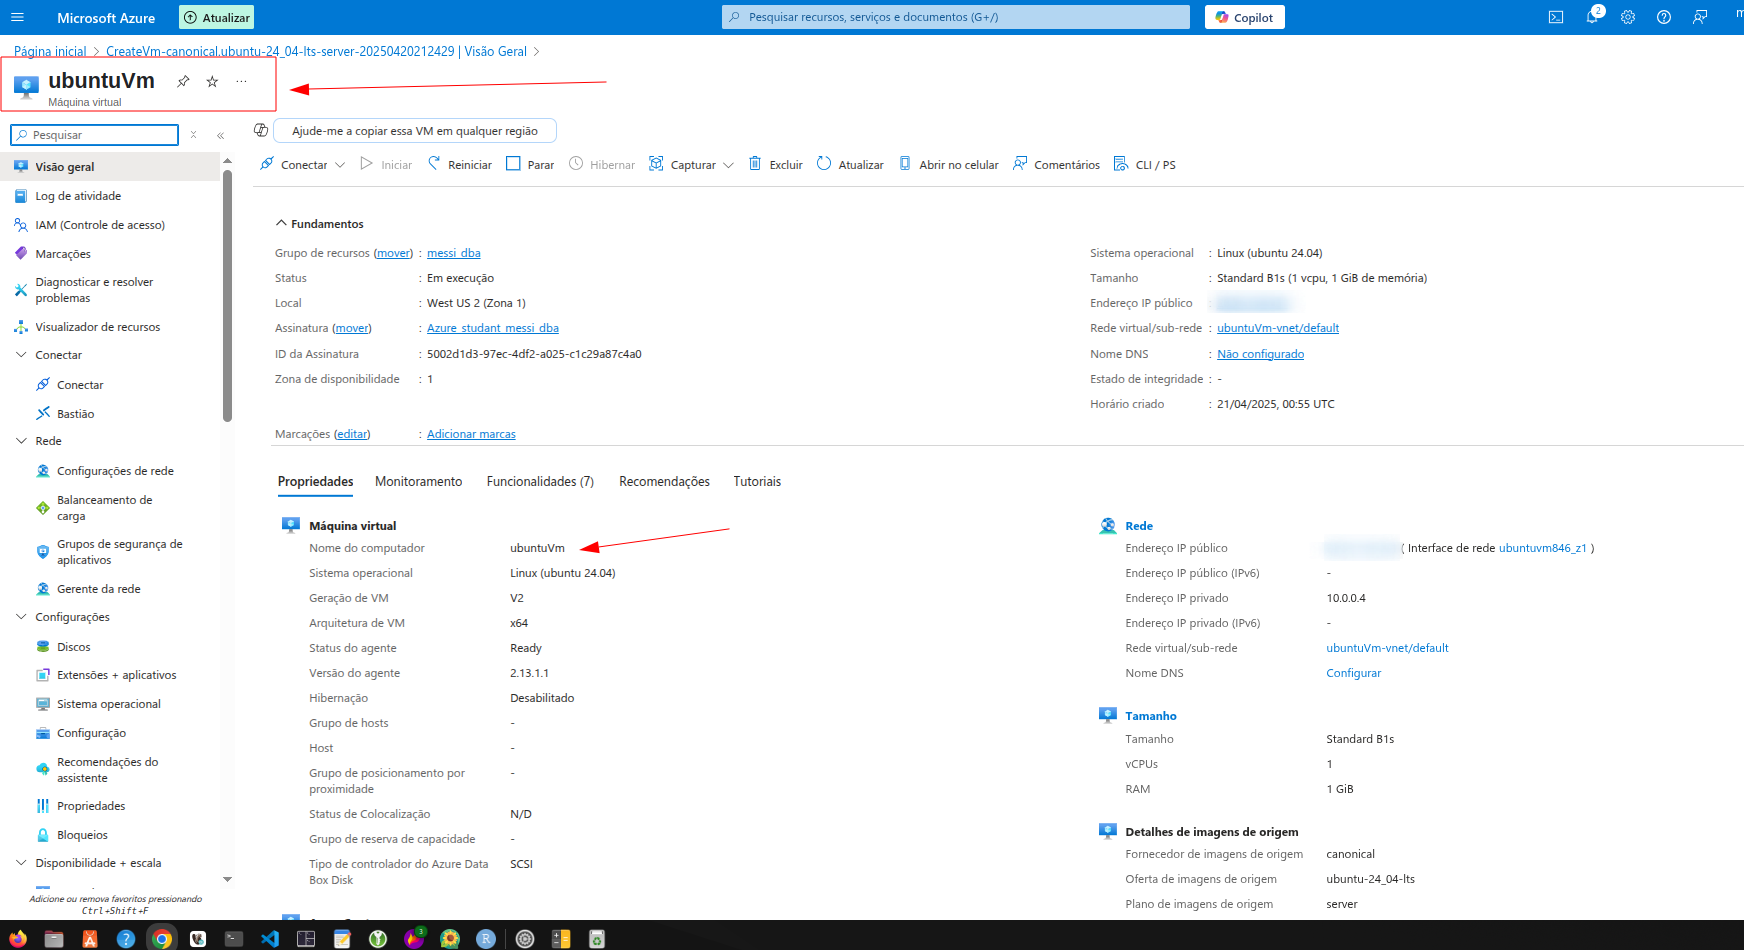 Microsoft Azure
Atualizar
Pesquisar recursos, serviços e documentos (G+/)
Copilot
2
Página inicial > CreateVm-canonical.ubuntu-24_04-lts-server-20250420212429 | Visão Geral >
ubuntuVm
Máquina virtual
Pesquisar
Visão geral
Log de atividade
IAM (Controle de acesso)
Marcações
Diagnosticar e resolver
problemas
Visualizador de recursos
Conectar
Conectar
Bastião
Rede
Configurações de rede
Balanceamento de
carga
Grupos de segurança de
aplicativos
Gerente da rede
Configurações
Discos
Extensões + aplicativos
Sistema operacional
Configuração
Recomendações do
assistente
Propriedades
Bloqueios
Disponibilidade + escala
Adicione ou remova favoritos pressionando
Ctrl+Shift+F
Ajude-me a copiar essa VM em qualquer região
Conectar Iniciar Reiniciar Parar Hibernar Capturar Excluir Atualizar Abrir no celular Comentários CLI / PS
Fundamentos
Grupo de recursos (mover) : messi_dba
Status : Em execução
Local : West US 2 (Zona 1)
Assinatura (mover) : Azure_studant_messi_dba
ID da Assinatura : 5002d1d3-97ec-4df2-a025-c1c29a87c4a0
Zona de disponibilidade : 1
Sistema operacional : Linux (ubuntu 24.04)
Tamanho : Standard B1s (1 vcpu, 1 GiB de memória)
Endereço IP público :
Rede virtual/sub-rede : ubuntuVm-vnet/default
Nome DNS : Não configurado
Estado de integridade : -
Horário criado : 21/04/2025, 00:55 UTC
Marcações (editar) : Adicionar marcas
Propriedades Monitoramento Funcionalidades (7) Recomendações Tutoriais
Máquina virtual
Nome do computador ubuntuVm
Sistema operacional Linux (ubuntu 24.04)
Geração de VM V2
Arquitetura de VM x64
Status do agente Ready
Versão do agente 2.13.1.1
Hibernação Desabilitado
Grupo de hosts -
Host -
Grupo de posicionamento por -
proximidade
Status de Colocalização N/D
Grupo de reserva de capacidade -
Tipo de controlador do Azure Data SCSI
Box Disk
Rede
Endereço IP público ( Interface de rede ubuntuvm846_z1 )
Endereço IP público (IPv6) -
Endereço IP privado 10.0.0.4
Endereço IP privado (IPv6) -
Rede virtual/sub-rede ubuntuVm-vnet/default
Nome DNS Configurar
Tamanho
Tamanho Standard B1s
vCPUs 1
RAM 1 GiB
Detalhes de imagens de origem
Fornecedor de imagens de origem canonical
Oferta de imagens de origem ubuntu-24_04-lts
Plano de imagens de origem server
3